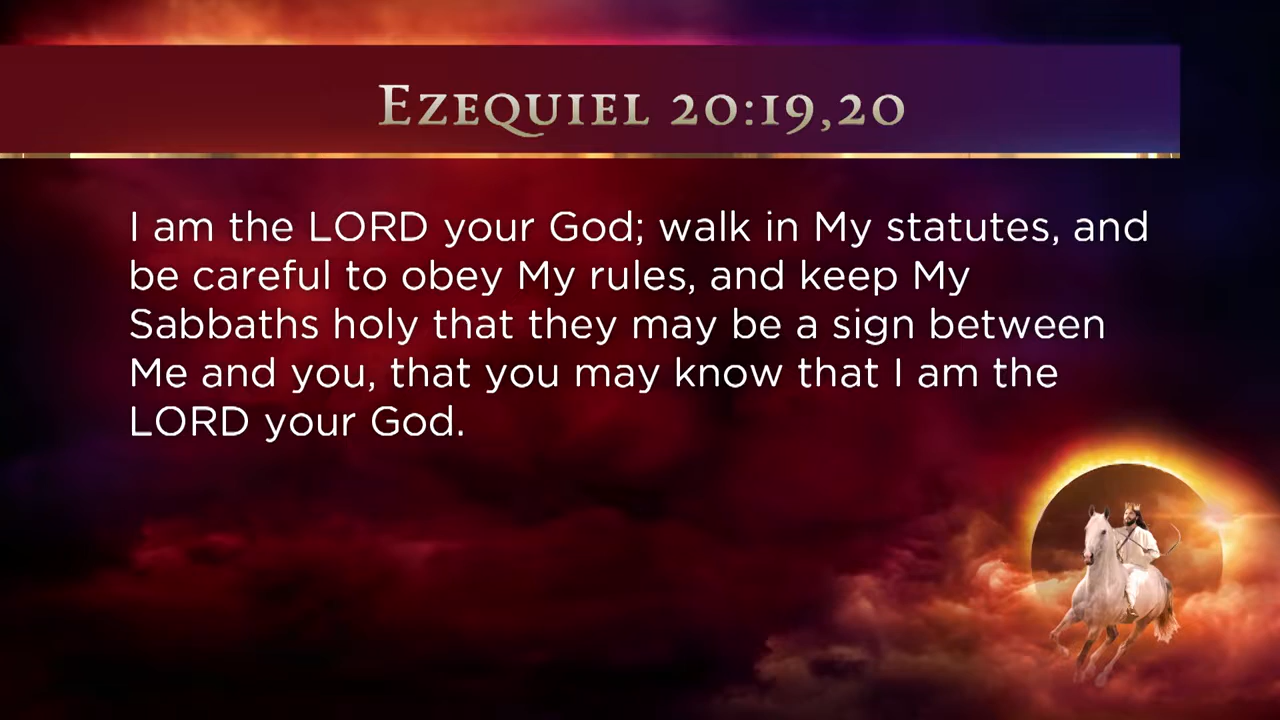 EZEQUIEL 20:19,20
I am the LORD your God; walk in My statutes, and
be careful to obey My rules, and keep My
Sabbaths holy that they may be a sign between
Me and you, that you may know that I am the
LORD your God.